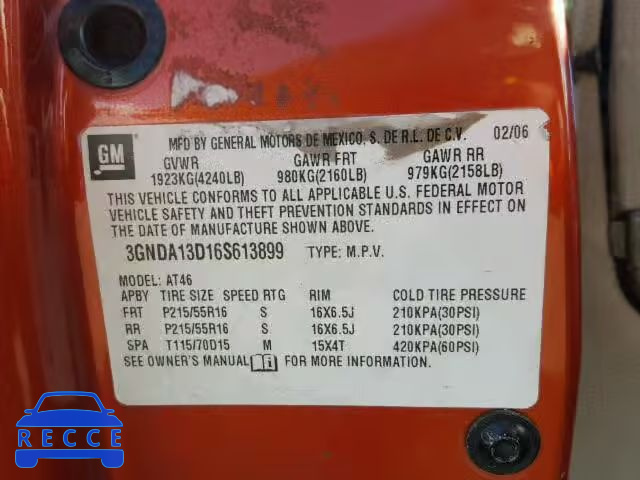 GM
MFD BY GENERAL MOTORS DE MEXICO, S. DE R.L. DE C.V. 02/06
GVWR GAWR FRT GAWR RR
1923KG(4240LB) 980KG(2160LB) 979KG(2158LB)
THIS VEHICLE CONFORMS TO ALL APPLICABLE U.S. FEDERAL MOTOR
VEHICLE SAFETY AND THEFT PREVENTION STANDARDS IN EFFECT ON
THE DATE OF MANUFACTURE SHOWN ABOVE.
3GNDA13D16S613899 TYPE: M.P.V.
MODEL: AT46
APBY TIRE SIZE SPEED RTG RIM COLD TIRE PRESSURE
FRT P215/55R16 S 16X6.5J 210KPA(30PSI)
RR P215/55R16 S 16X6.5J 210KPA(30PSI)
SPA T115/70D15 M 15X4T 420KPA(60PSI)
SEE OWNER'S MANUAL FOR MORE INFORMATION.
RECCE